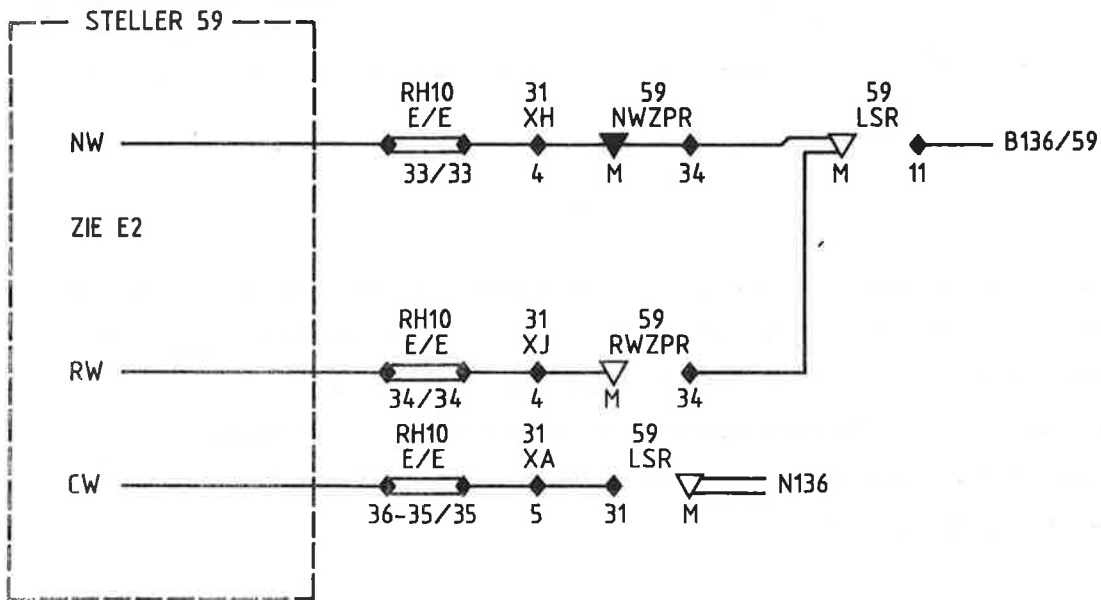 STELLER 59
RH10 31 59 59
E/E XH NWZPR LSR
NW B136/59
33/33 4 M 34 M 11
ZIE E2
RH10 31 59
E/E XJ RWZPR
RW
34/34 4 M 34
RH10 31 59
E/E XA LSR
CW N136
36-35/35 5 31 M